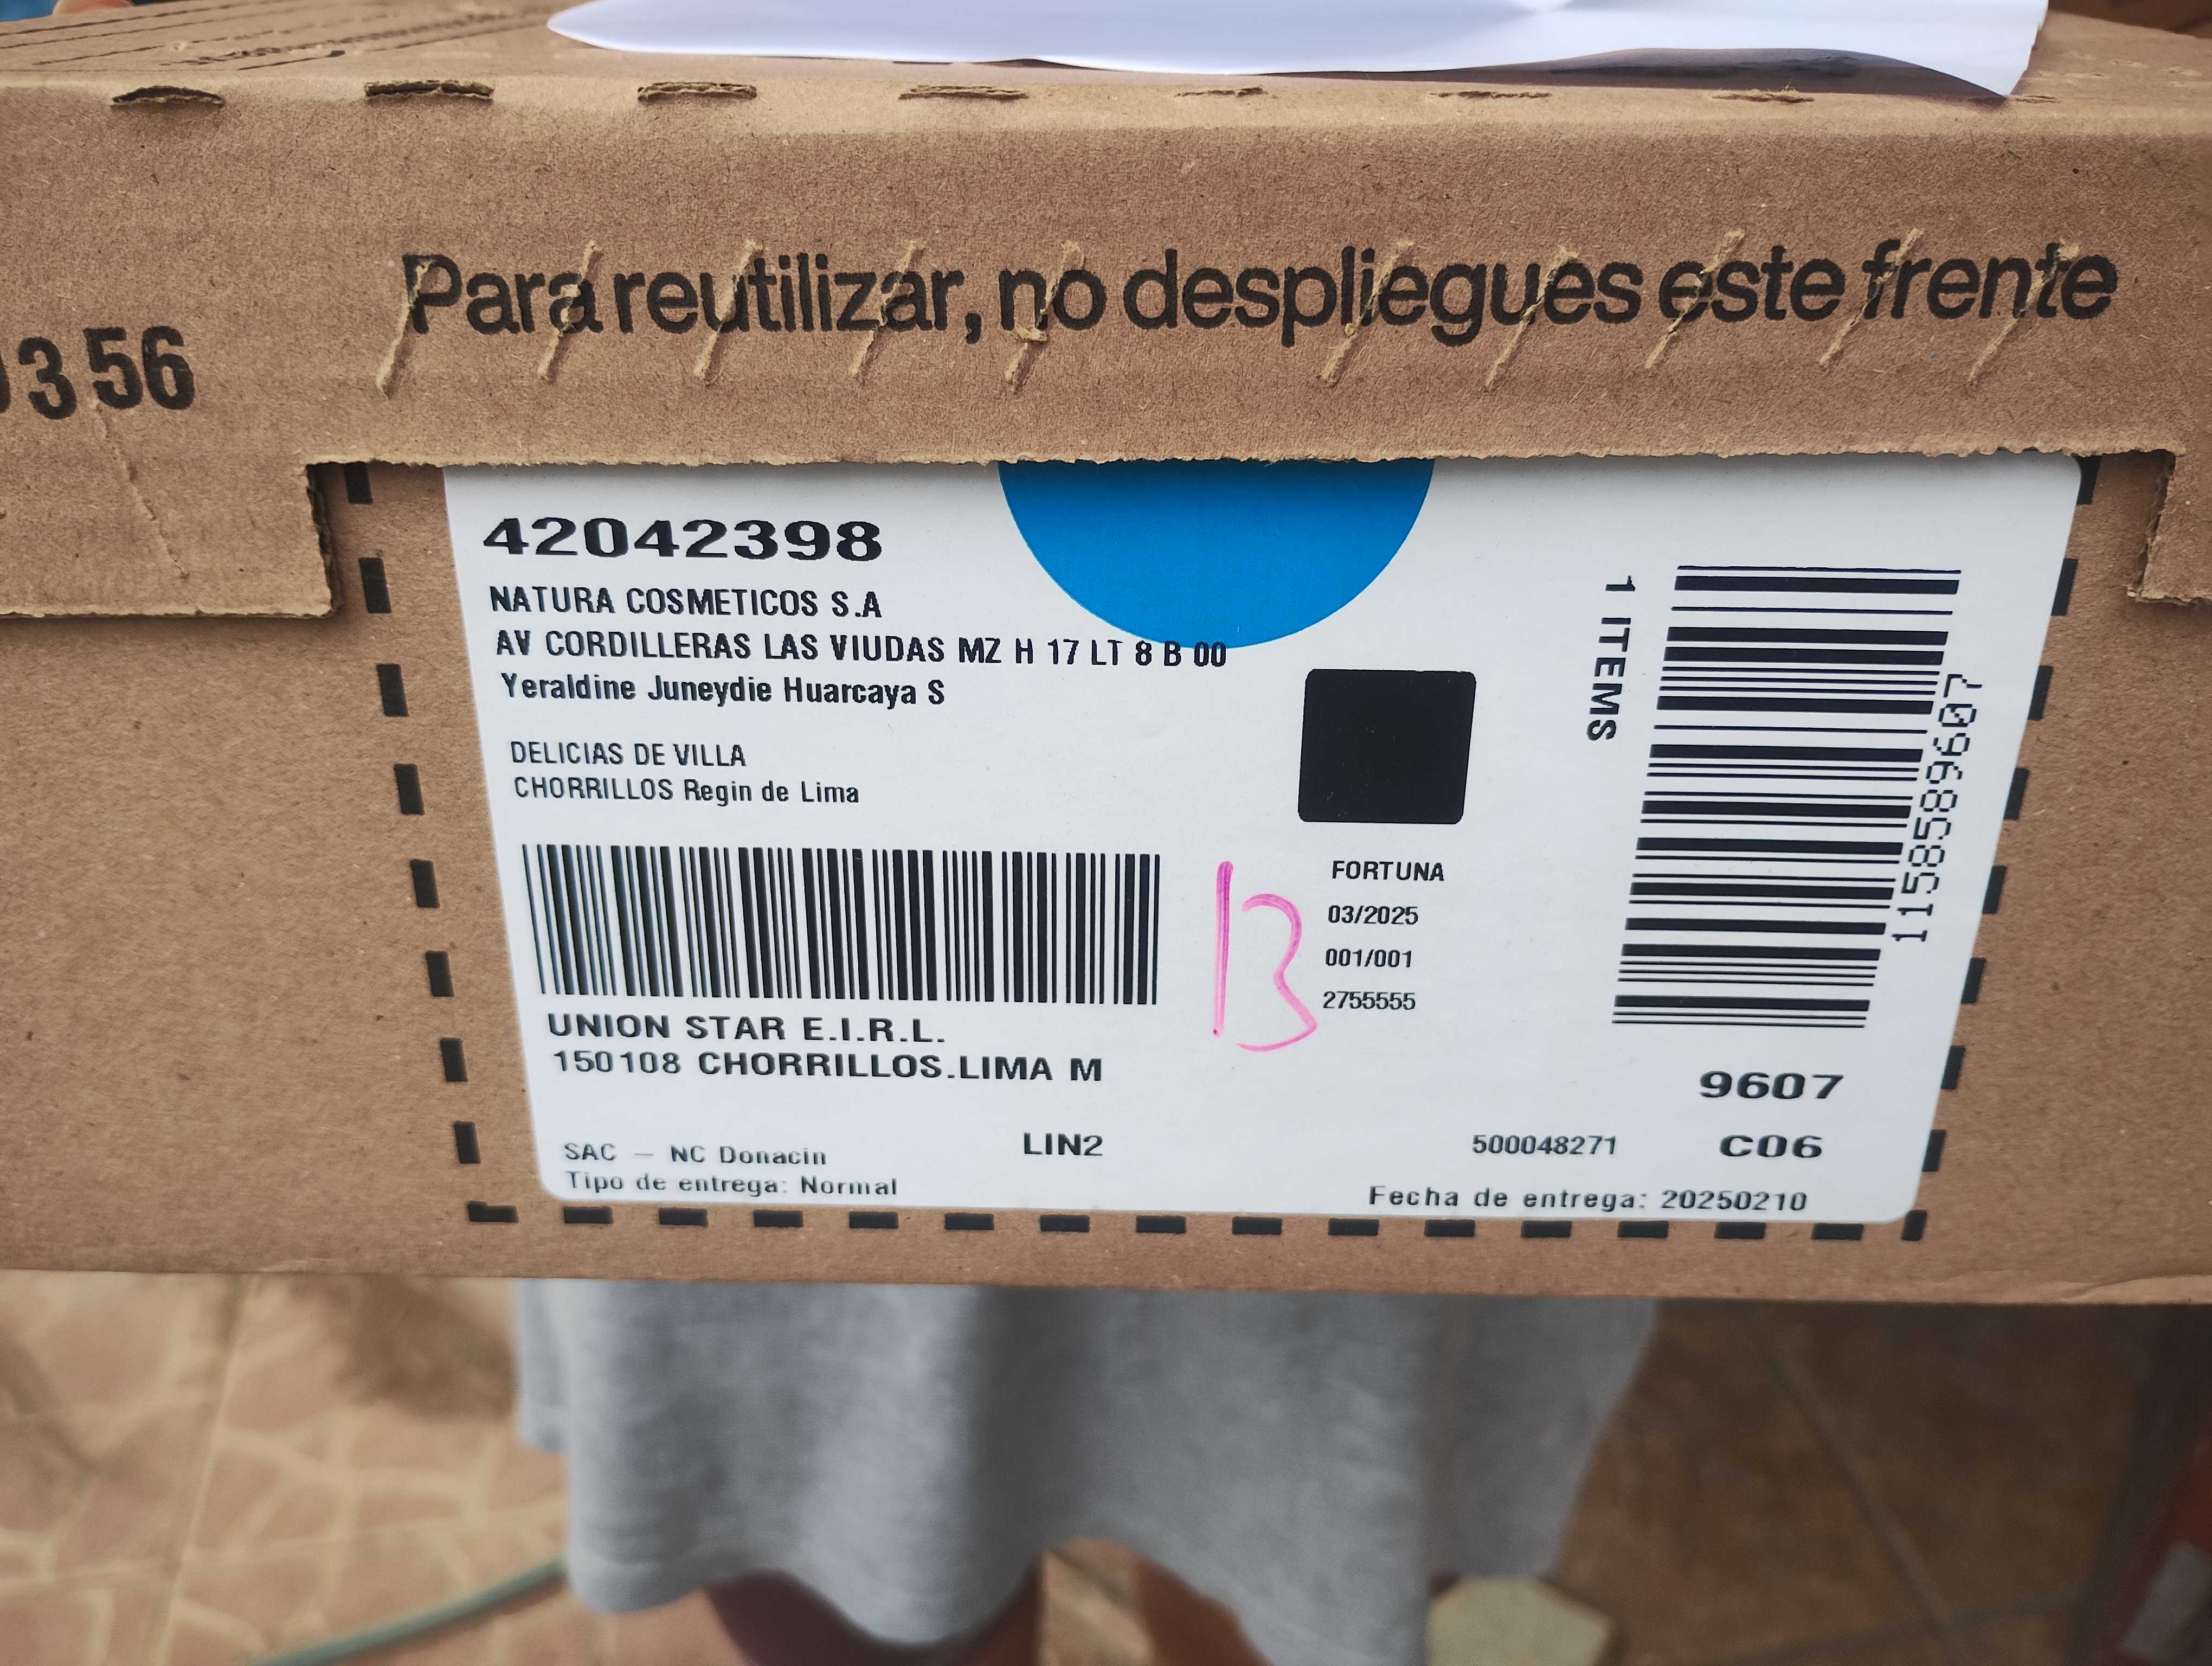 Para reutilizar, no despliegues este frente
356
42042398
NATURA COSMETICOS S.A
AV CORDILLERAS LAS VIUDAS MZ H 17 LT 8 B 00
Yeraldine Juneydie Huarcaya S
DELICIAS DE VILLA
CHORRILLOS Regin de Lima
1 ITEMS
1158589607
13
FORTUNA
03/2025
001/001
2755555
UNION STAR E.I.R.L.
150108 CHORRILLOS.LIMA M
9607
SAC – NC Donacin
LIN2
500048271
C06
Tipo de entrega: Normal
Fecha de entrega: 20250210